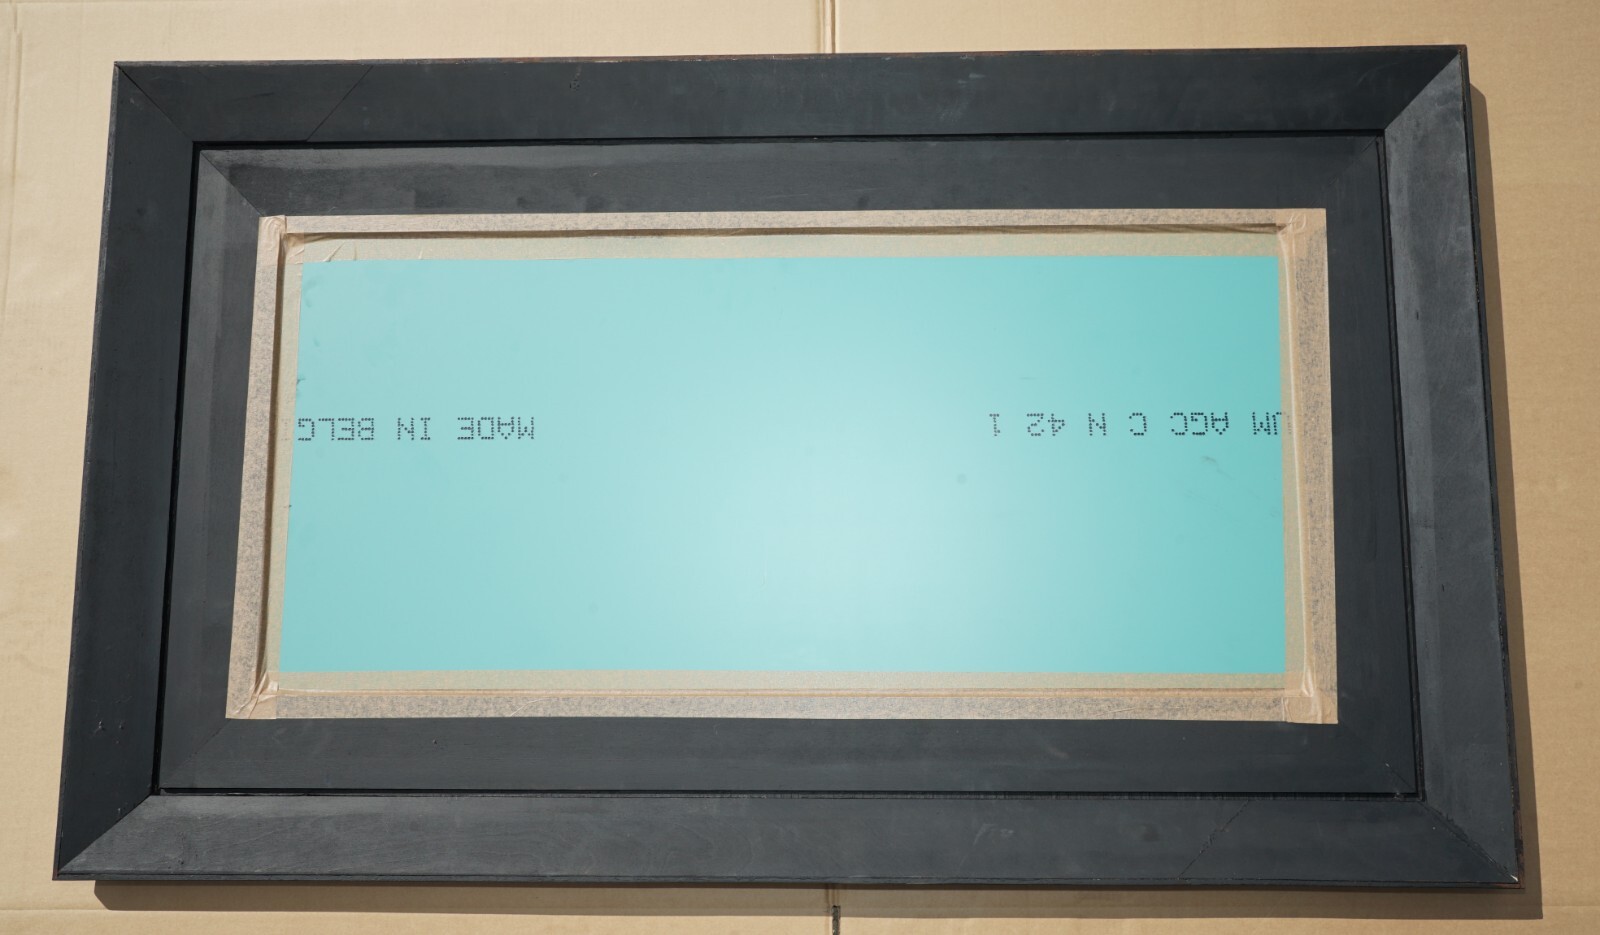 UM AGC C N 42 1 MADE IN BELG